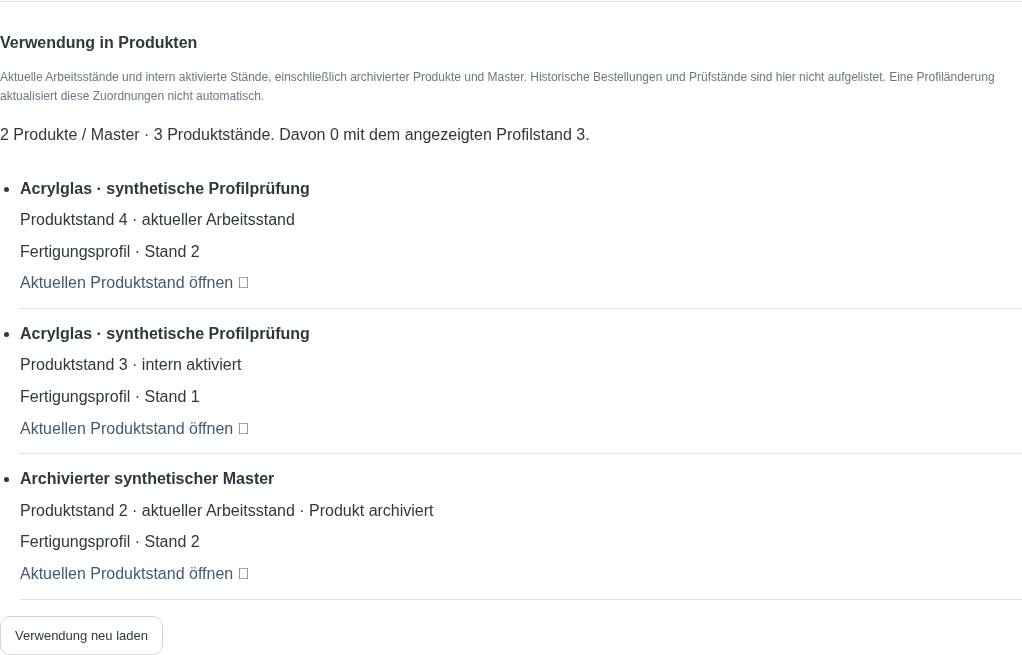 Verwendung in Produkten
Aktuelle Arbeitsstände und intern aktivierte Stände, einschließlich archivierter Produkte und Master. Historische Bestellungen und Prüfstände sind hier nicht aufgelistet. Eine Profiländerung
aktualisiert diese Zuordnungen nicht automatisch.
2 Produkte / Master · 3 Produktstände. Davon 0 mit dem angezeigten Profilstand 3.
Acrylglas · synthetische Profilprüfung
Produktstand 4 · aktueller Arbeitsstand
Fertigungsprofil · Stand 2
Aktuellen Produktstand öffnen
Acrylglas · synthetische Profilprüfung
Produktstand 3 · intern aktiviert
Fertigungsprofil · Stand 1
Aktuellen Produktstand öffnen
Archivierter synthetischer Master
Produktstand 2 · aktueller Arbeitsstand · Produkt archiviert
Fertigungsprofil · Stand 2
Aktuellen Produktstand öffnen
Verwendung neu laden